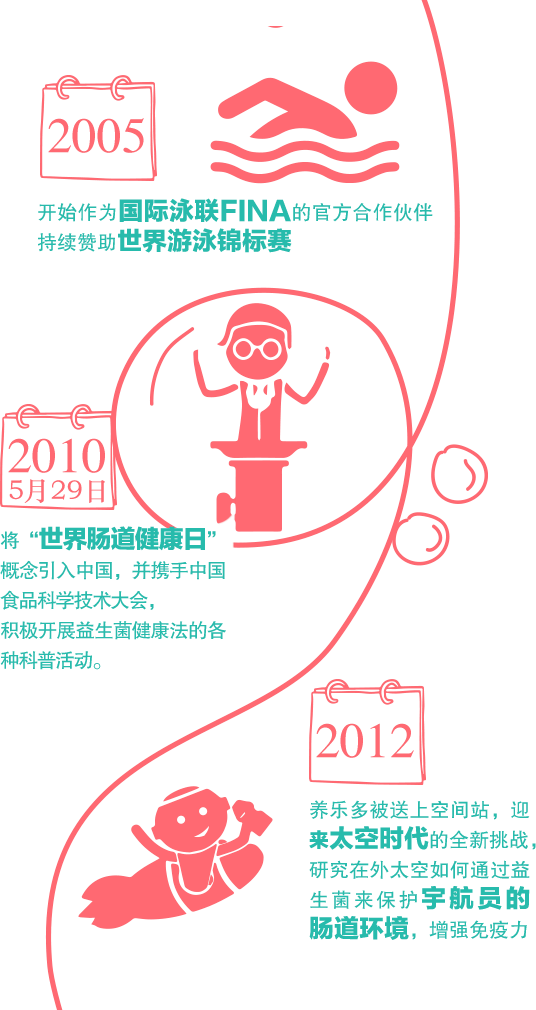 2005
开始作为国际泳联FINA的官方合作伙伴
持续赞助世界游泳锦标赛
2010
5月29日
将“世界肠道健康日”
概念引入中国，并携手中国
食品科学技术大会，
积极开展益生菌健康法的各
种科普活动。
2012
养乐多被送上空间站，迎
来太空时代的全新挑战，
研究在外太空如何通过益
生菌来保护宇航员的
肠道环境，增强免疫力